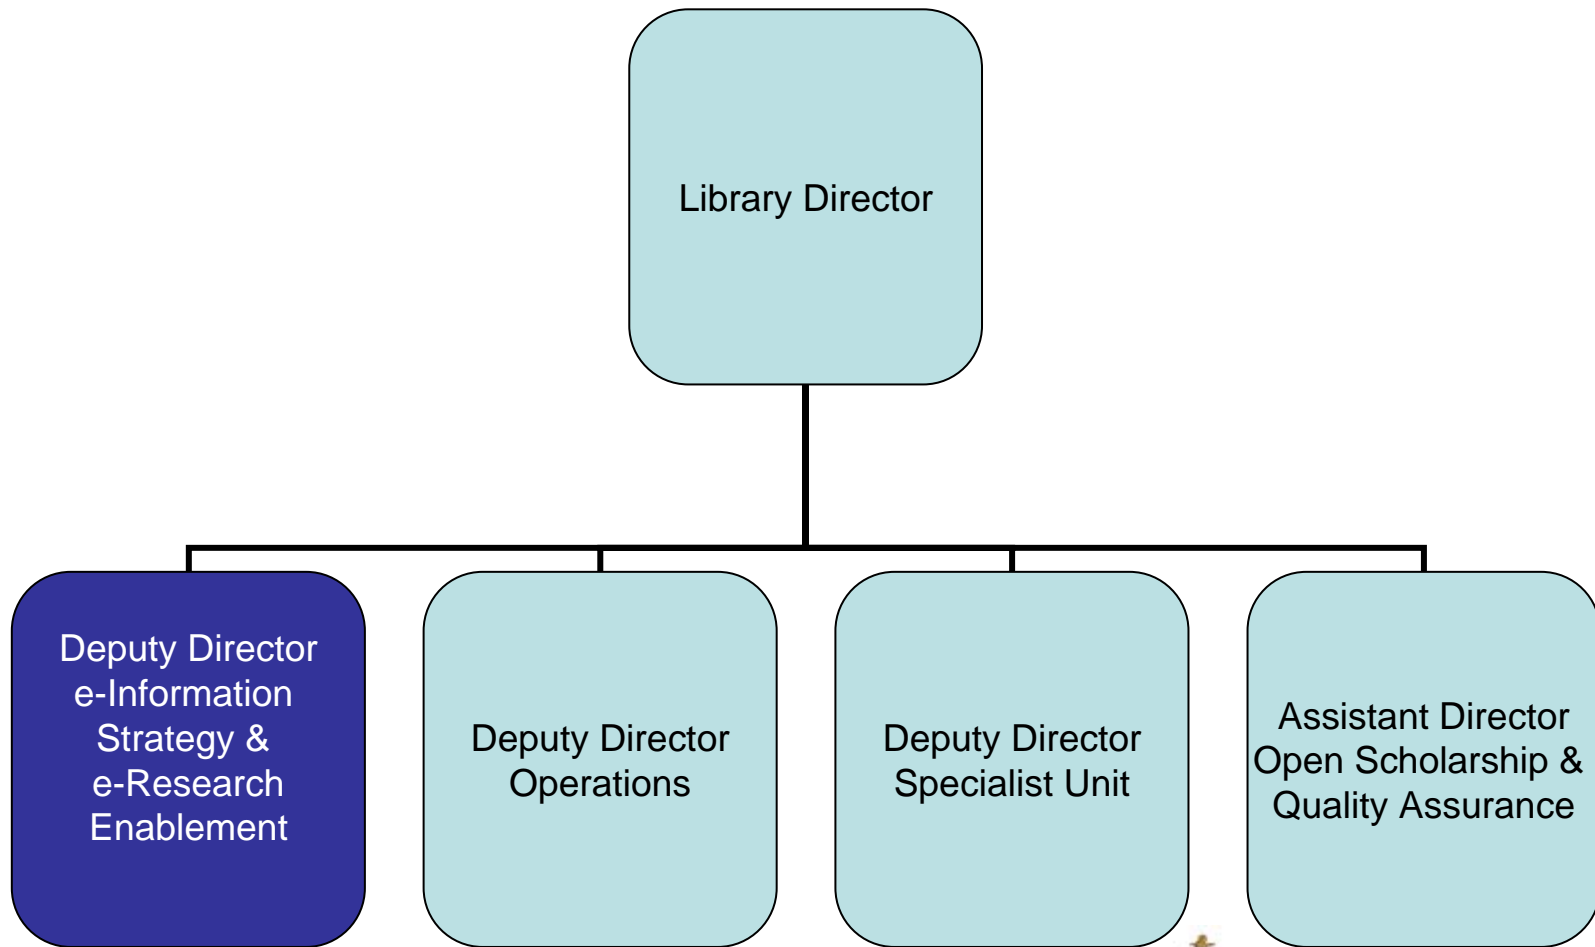 Library Director
Deputy Director
e-Information
Strategy &
e-Research
Enablement
Deputy Director
Operations
Deputy Director
Specialist Unit
Assistant Director
Open Scholarship &
Quality Assurance